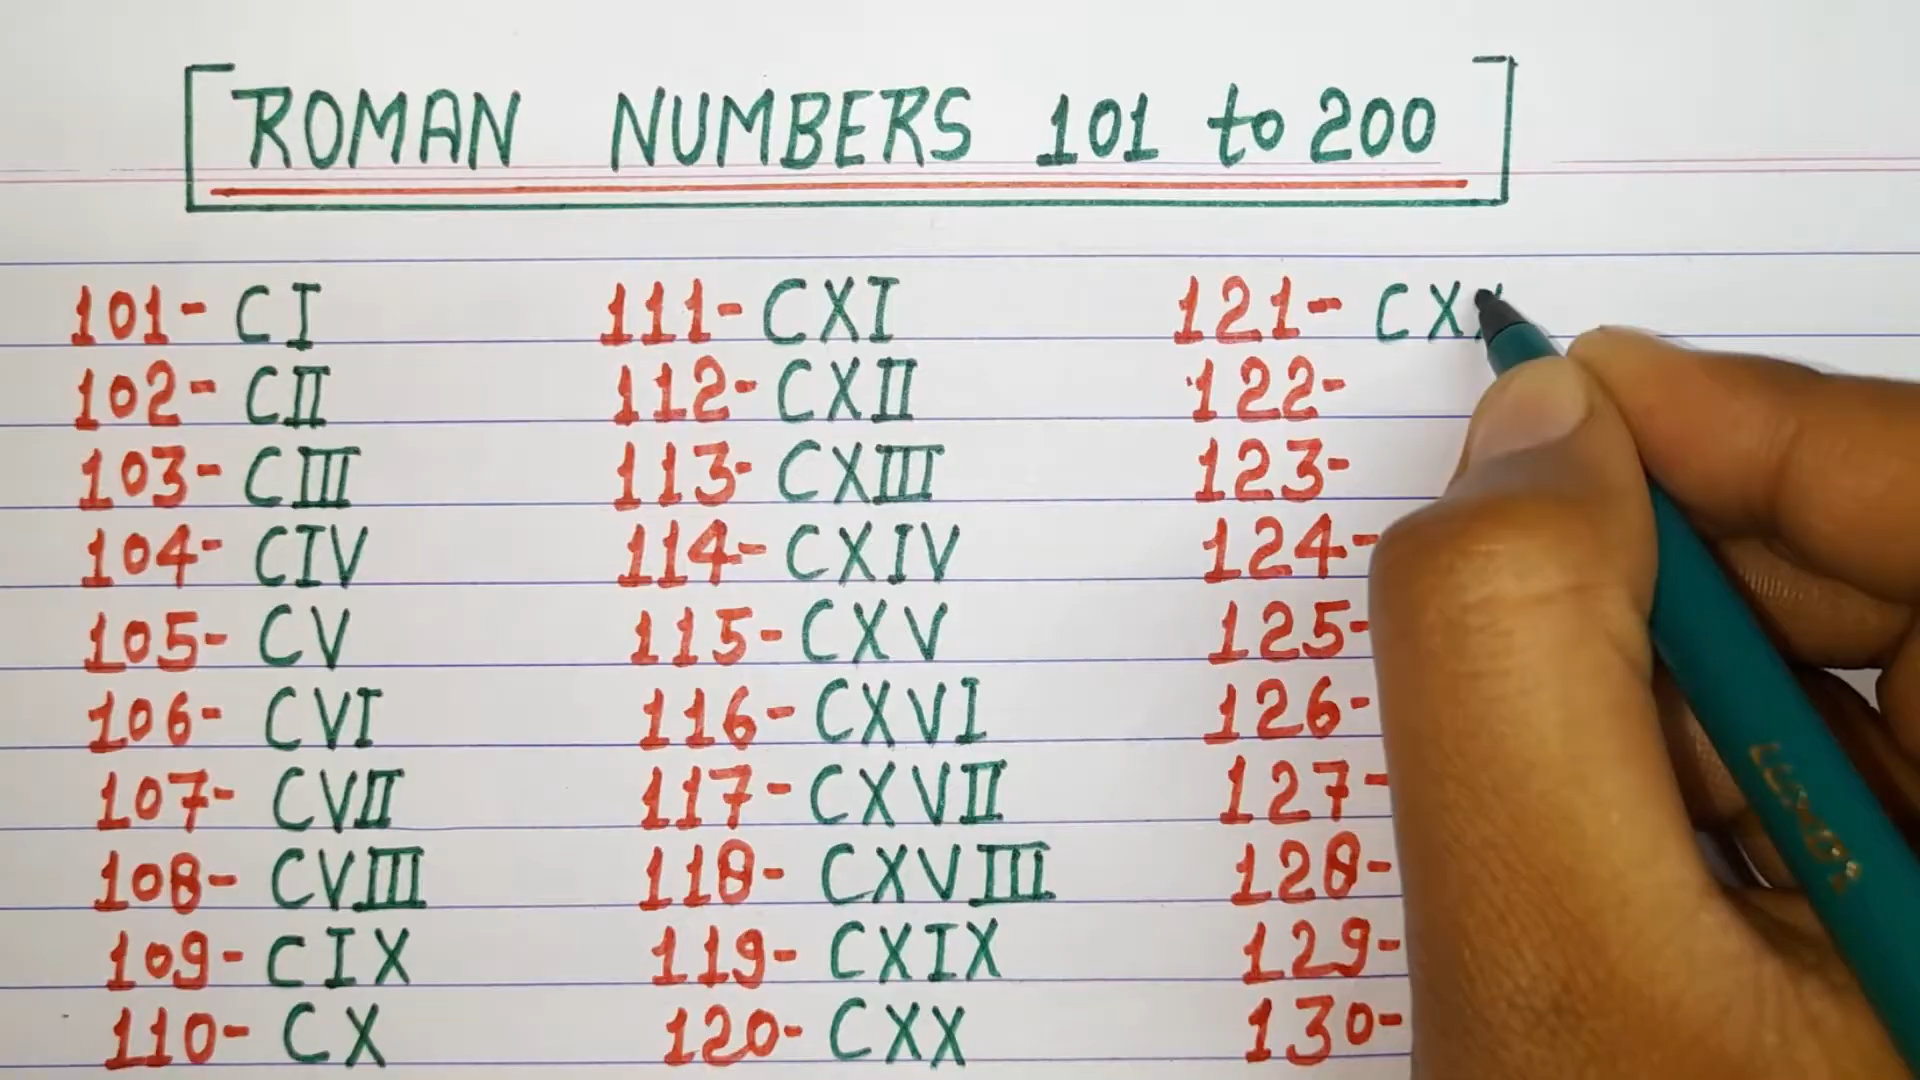 ROMAN NUMBERS 101 to 200
101- CI
102- CII
103- CIII
104- CIV
105- CV
106- CVI
107- CVII
108- CVIII
109- CIX
110- CX
111- CXI
112- CXII
113- CXIII
114- CXIV
115- CXV
116- CXVI
117- CXVII
118- CXVIII
119- CXIX
120- CXX
121- CXX
122-
123-
124-
125-
126-
127-
128-
129-
130-